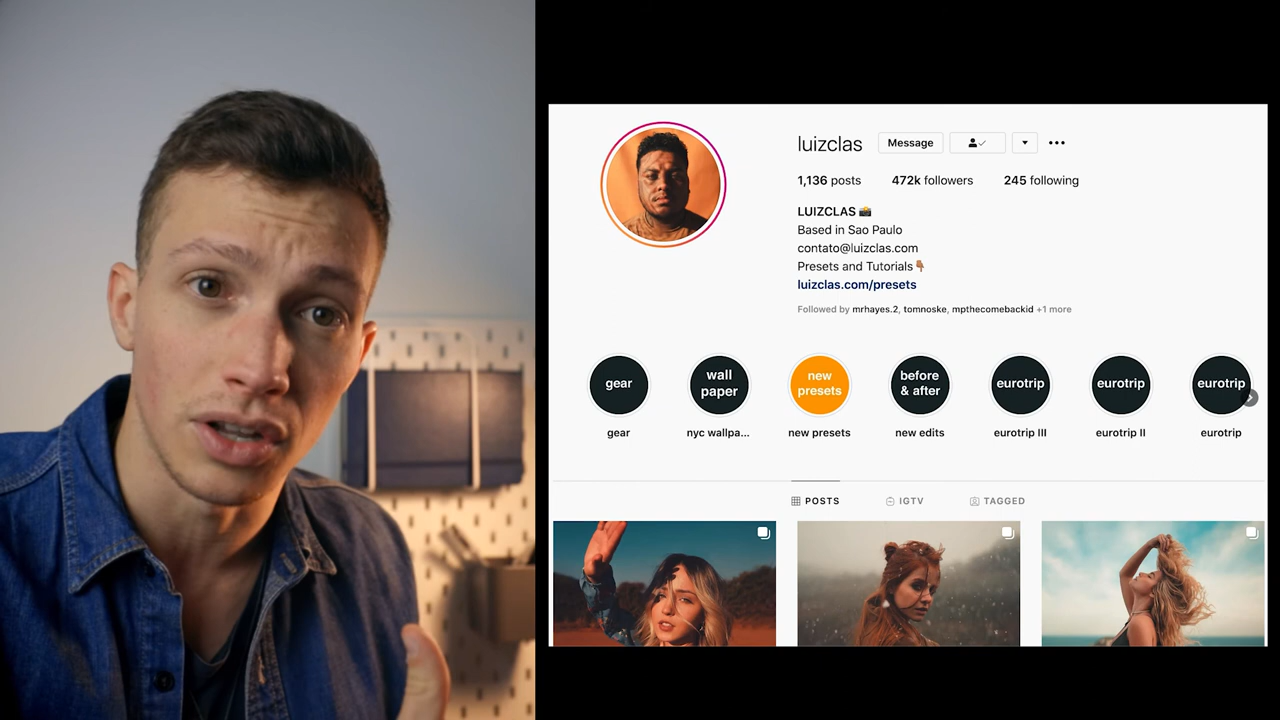 luizclas
Message
1,136 posts 472k followers 245 following
LUIZCLAS 📸
Based in Sao Paulo
contato@luizclas.com
Presets and Tutorials👇🏽
luizclas.com/presets
Followed by mrhayes.2, tomnoske, mpthecomebackid +1 more
gear
wall
paper
new
presets
before
& after
eurotrip
eurotrip
eurotrip
gear
nyc wallpa...
new presets
new edits
eurotrip III
eurotrip II
eurotrip
POSTS
IGTV
TAGGED